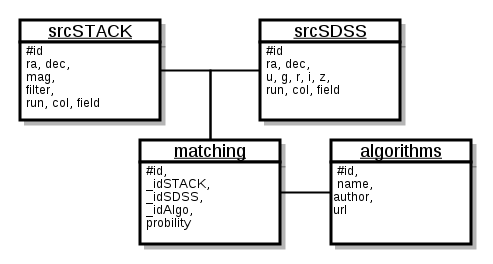 srcSTACK
#id
ra, dec,
mag,
filter,
run, col, field
srcSDSS
#id
ra, dec,
u, g, r, i, z,
run, col, field
matching
#id,
_idSTACK,
_idSDSS,
_idAlgo,
probility
algorithms
#id,
name,
author,
url